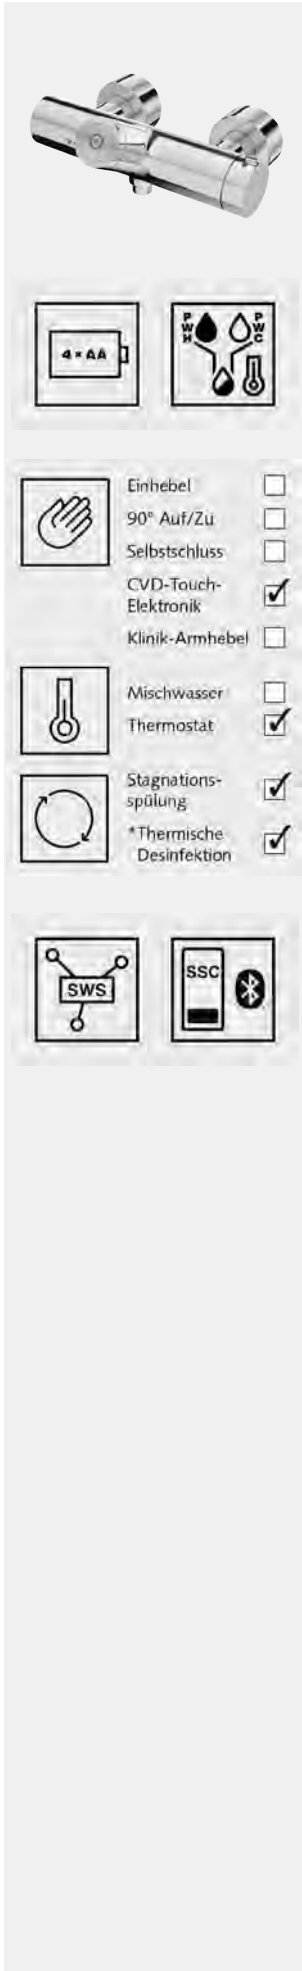 4×AA
PWH PWC
Einhebel
90° Auf/Zu
Selbstschluss
CVD-Touch-
Elektronik
Klinik-Armhebel
Mischwasser
Thermostat
Stagnations-
spülung
*Thermische
Desinfektion
SWS
SSC